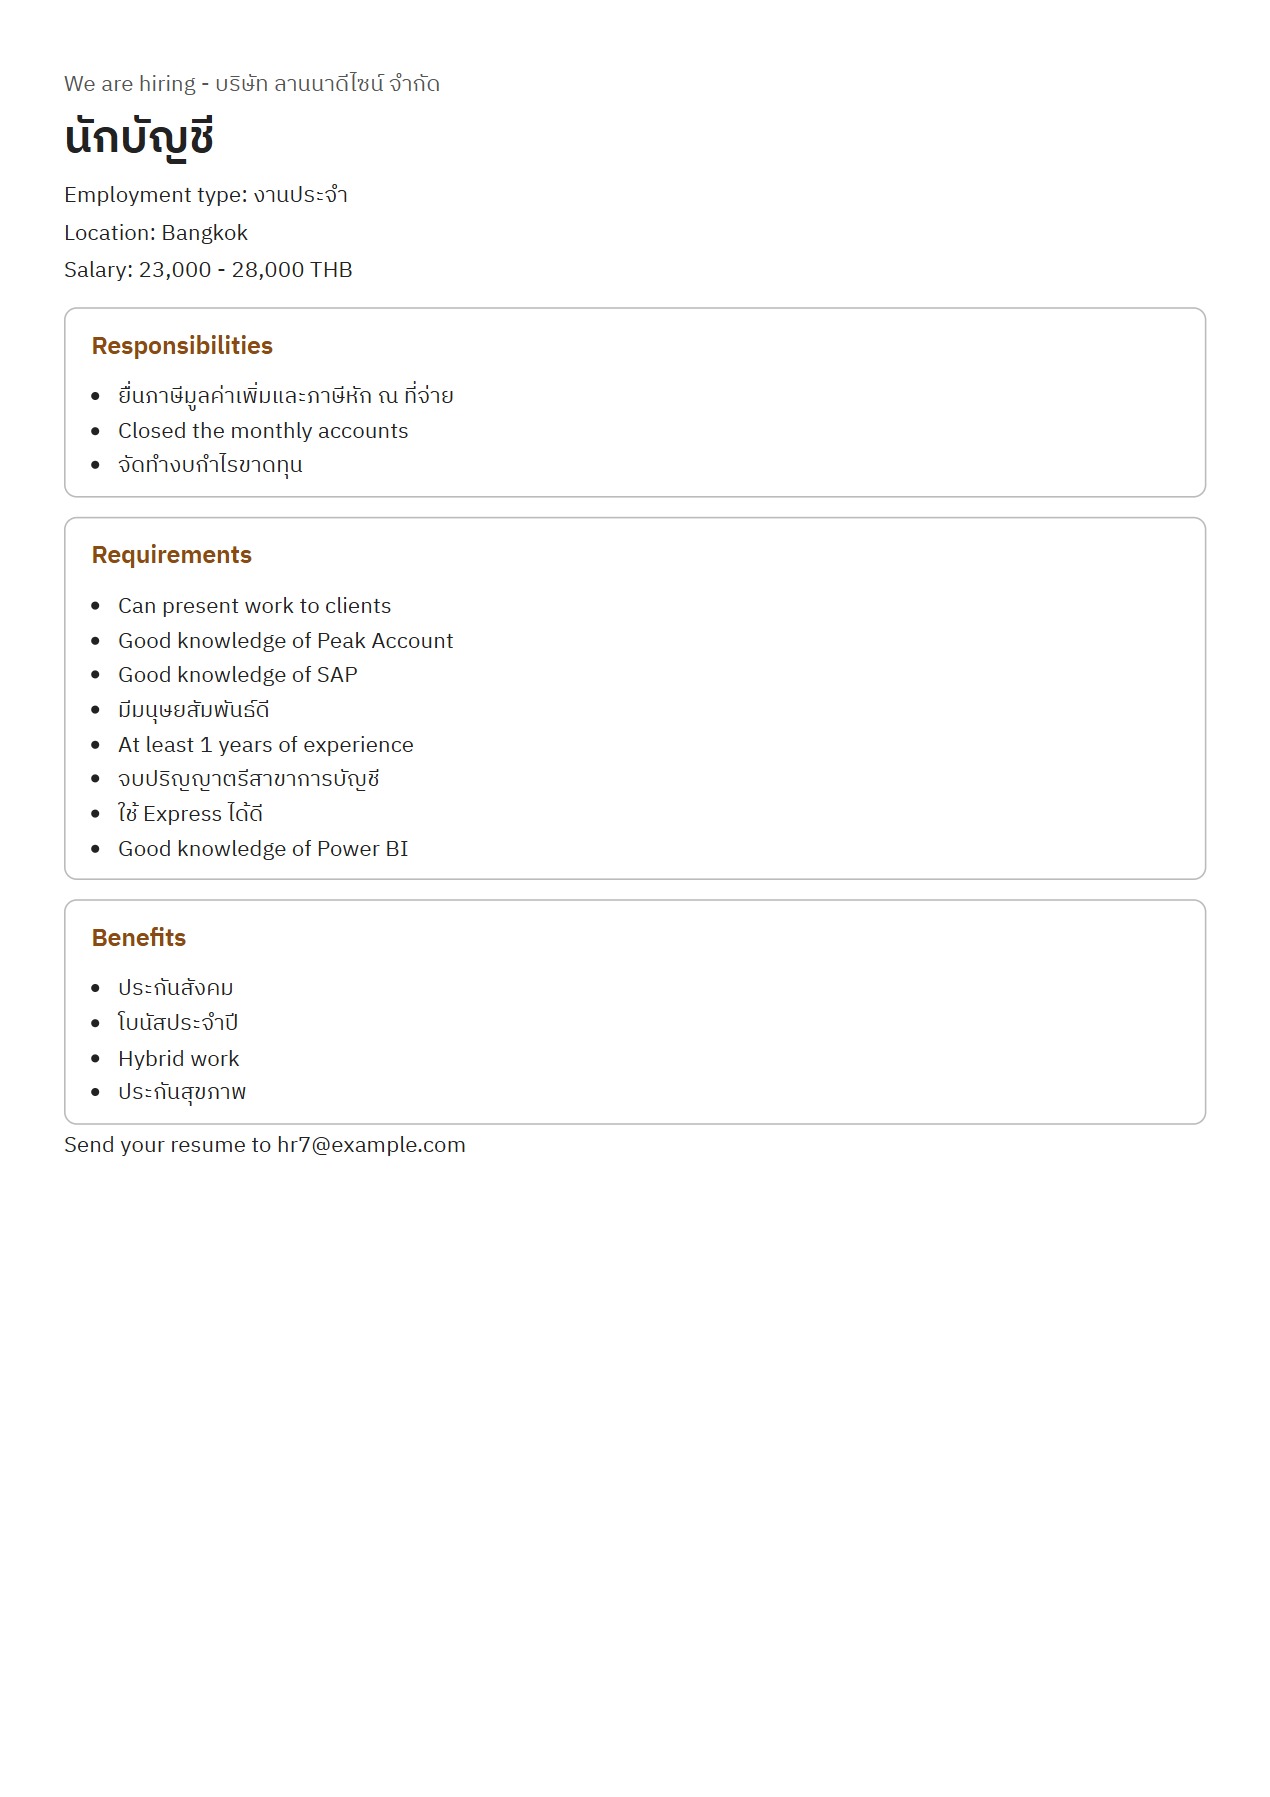 We are hiring - บริษัท ลานนาดีไซน์ จำกัด
นักบัญชี
Employment type: งานประจำ
Location: Bangkok
Salary: 23,000 - 28,000 THB
Responsibilities
• ยื่นภาษีมูลค่าเพิ่มและภาษีหัก ณ ที่จ่าย
• Closed the monthly accounts
• จัดทำงบกำไรขาดทุน
Requirements
• Can present work to clients
• Good knowledge of Peak Account
• Good knowledge of SAP
• มีมนุษยสัมพันธ์ดี
• At least 1 years of experience
• จบปริญญาตรีสาขาการบัญชี
• ใช้ Express ได้ดี
• Good knowledge of Power BI
Benefits
• ประกันสังคม
• โบนัสประจำปี
• Hybrid work
• ประกันสุขภาพ
Send your resume to hr7@example.com